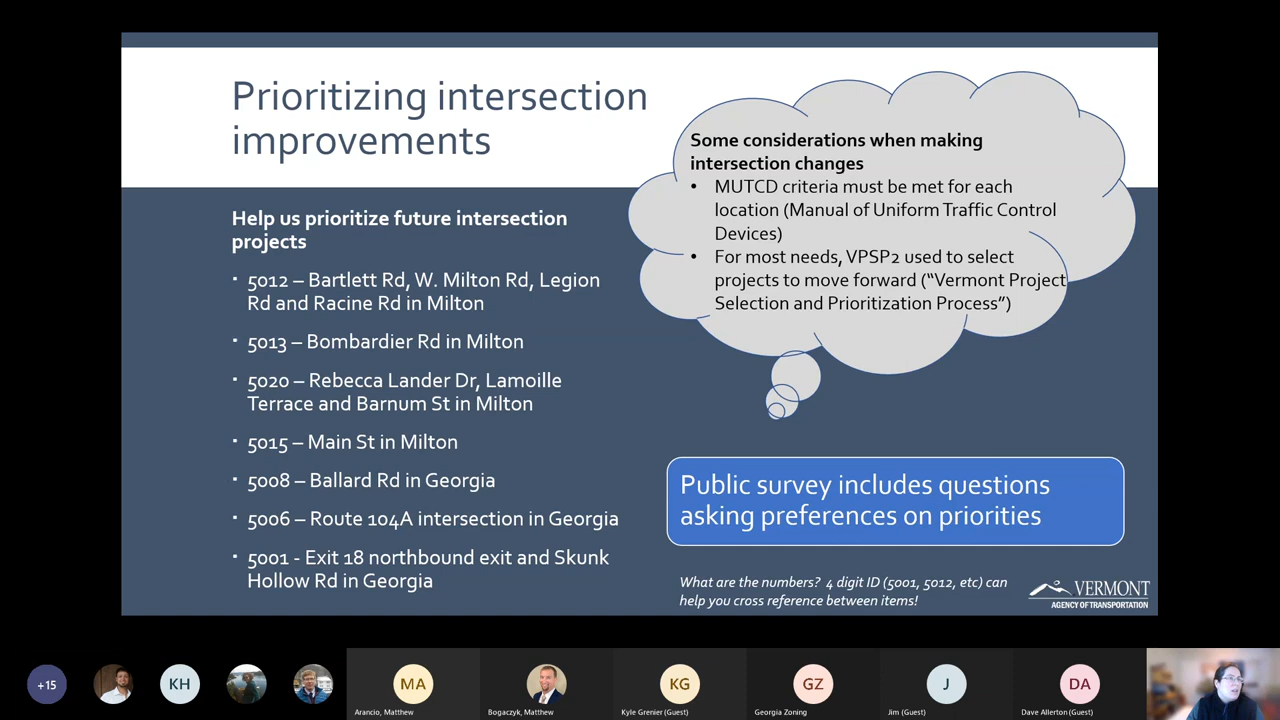 Prioritizing intersection
improvements
Some considerations when making
intersection changes
• MUTCD criteria must be met for each
location (Manual of Uniform Traffic Control
Devices)
• For most needs, VPSP2 used to select
projects to move forward (“Vermont Project
Selection and Prioritization Process”)
Help us prioritize future intersection
projects
▪ 5012 – Bartlett Rd, W. Milton Rd, Legion
Rd and Racine Rd in Milton
▪ 5013 – Bombardier Rd in Milton
▪ 5020 – Rebecca Lander Dr, Lamoille
Terrace and Barnum St in Milton
▪ 5015 – Main St in Milton
▪ 5008 – Ballard Rd in Georgia
▪ 5006 – Route 104A intersection in Georgia
▪ 5001 - Exit 18 northbound exit and Skunk
Hollow Rd in Georgia
Public survey includes questions
asking preferences on priorities
What are the numbers? 4 digit ID (5001, 5012, etc) can
help you cross reference between items!
VERMONT
AGENCY OF TRANSPORTATION
+15
KH
MA
KG
GZ
J
DA
Arancio, Matthew
Bogaczyk, Matthew
Kyle Grenier (Guest)
Georgia Zoning
Jim (Guest)
Dave Allerton (Guest)